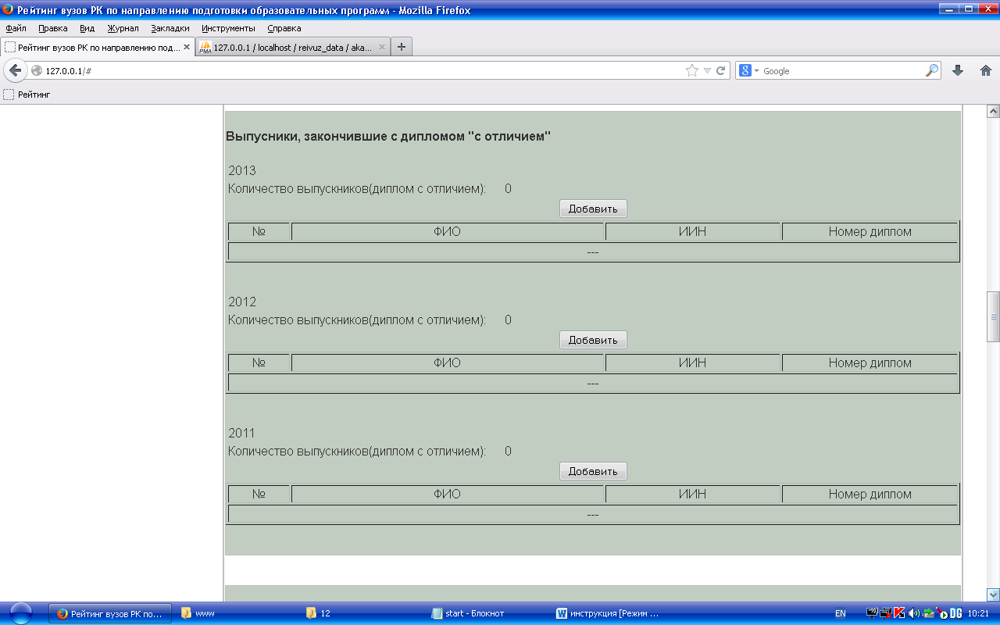 Рейтинг вузов РК по направлению подготовки образовательных программ - Mozilla Firefox
Файл Правка Вид Журнал Закладки Инструменты Справка
Рейтинг вузов РК по направлению под... × PMA 127.0.0.1 / localhost / reivuz_data / aka... × +
127.0.0.1/# 8 Google
Рейтинг
Выпусники, закончившие с дипломом "с отличием"
2013
Количество выпускников(диплом с отличием): 0
Добавить
№ ФИО ИИН Номер диплом
---
2012
Количество выпускников(диплом с отличием): 0
Добавить
№ ФИО ИИН Номер диплом
---
2011
Количество выпускников(диплом с отличием): 0
Добавить
№ ФИО ИИН Номер диплом
---
Рейтинг вузов РК по... www 12 start - Блокнот W инструкция [Режим ... EN DG 10:21